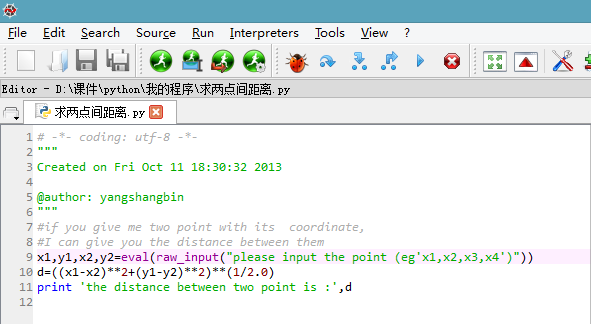 File Edit Search Source Run Interpreters Tools View ?
Editor - D:\课件\python\我的程序\求两点间距离.py
求两点间距离.py
1 # -*- coding: utf-8 -*-
2 """
3 Created on Fri Oct 11 18:30:32 2013
4
5 @author: yangshangbin
6 """
7 #if you give me two point with its  coordinate,
8 #I can give you the distance between them
9 x1,y1,x2,y2=eval(raw_input("please input the point (eg'x1,x2,x3,x4')"))
10 d=((x1-x2)**2+(y1-y2)**2)**(1/2.0)
11 print 'the distance between two point is :',d
12